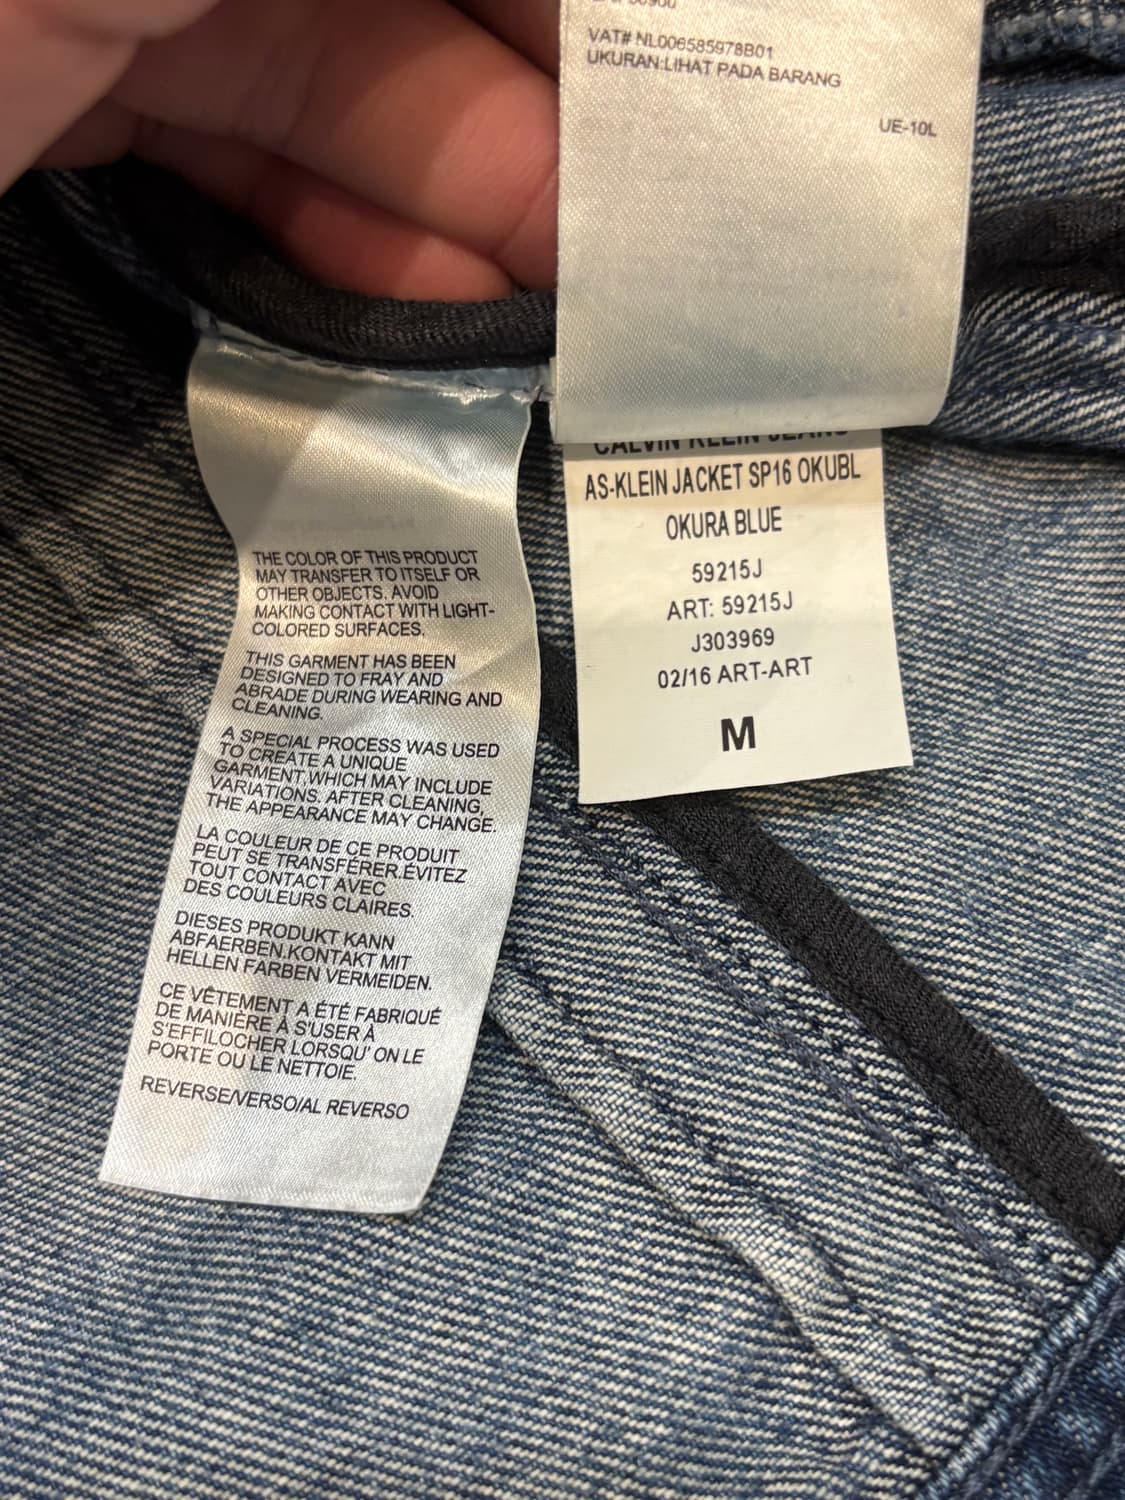 VAT# NL006585978B01
UKURAN:LIHAT PADA BARANG
UE-10L
CALVIN KLEIN JEANS
AS-KLEIN JACKET SP16 OKUBL
OKURA BLUE
59215J
ART: 59215J
J303969
02/16 ART-ART
M
THE COLOR OF THIS PRODUCT
MAY TRANSFER TO ITSELF OR
OTHER OBJECTS. AVOID
MAKING CONTACT WITH LIGHT-
COLORED SURFACES.
THIS GARMENT HAS BEEN
DESIGNED TO FRAY AND
ABRADE DURING WEARING AND
CLEANING.
A SPECIAL PROCESS WAS USED
TO CREATE A UNIQUE
GARMENT.WHICH MAY INCLUDE
VARIATIONS. AFTER CLEANING,
THE APPEARANCE MAY CHANGE.
LA COULEUR DE CE PRODUIT
PEUT SE TRANSFÉRER.ÉVITEZ
TOUT CONTACT AVEC
DES COULEURS CLAIRES.
DIESES PRODUKT KANN
ABFAERBEN.KONTAKT MIT
HELLEN FARBEN VERMEIDEN.
CE VÊTEMENT A ÉTÉ FABRIQUÉ
DE MANIÈRE À S'USER À
S'EFFILOCHER LORSQU' ON LE
PORTE OU LE NETTOIE.
REVERSE/VERSO/AL REVERSO